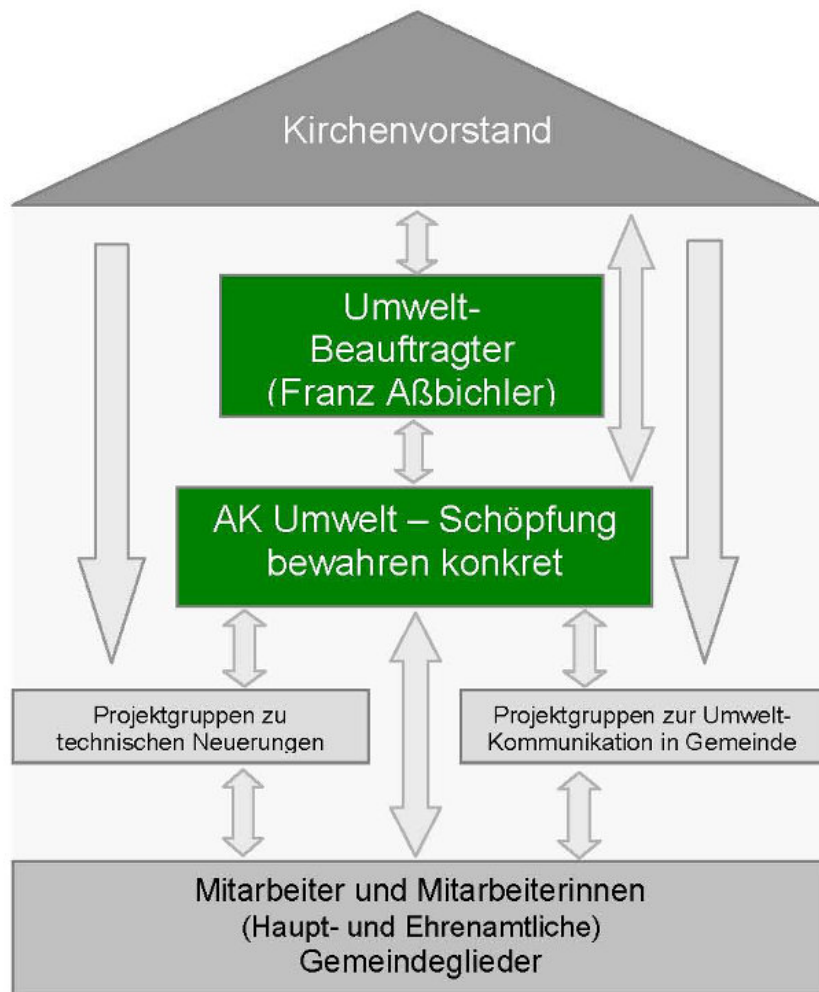 Kirchenvorstand
Umwelt-
Beauftragter
(Franz Aßbichler)
AK Umwelt – Schöpfung
bewahren konkret
Projektgruppen zu
technischen Neuerungen
Projektgruppen zur Umwelt-
Kommunikation in Gemeinde
Mitarbeiter und Mitarbeiterinnen
(Haupt- und Ehrenamtliche)
Gemeindeglieder